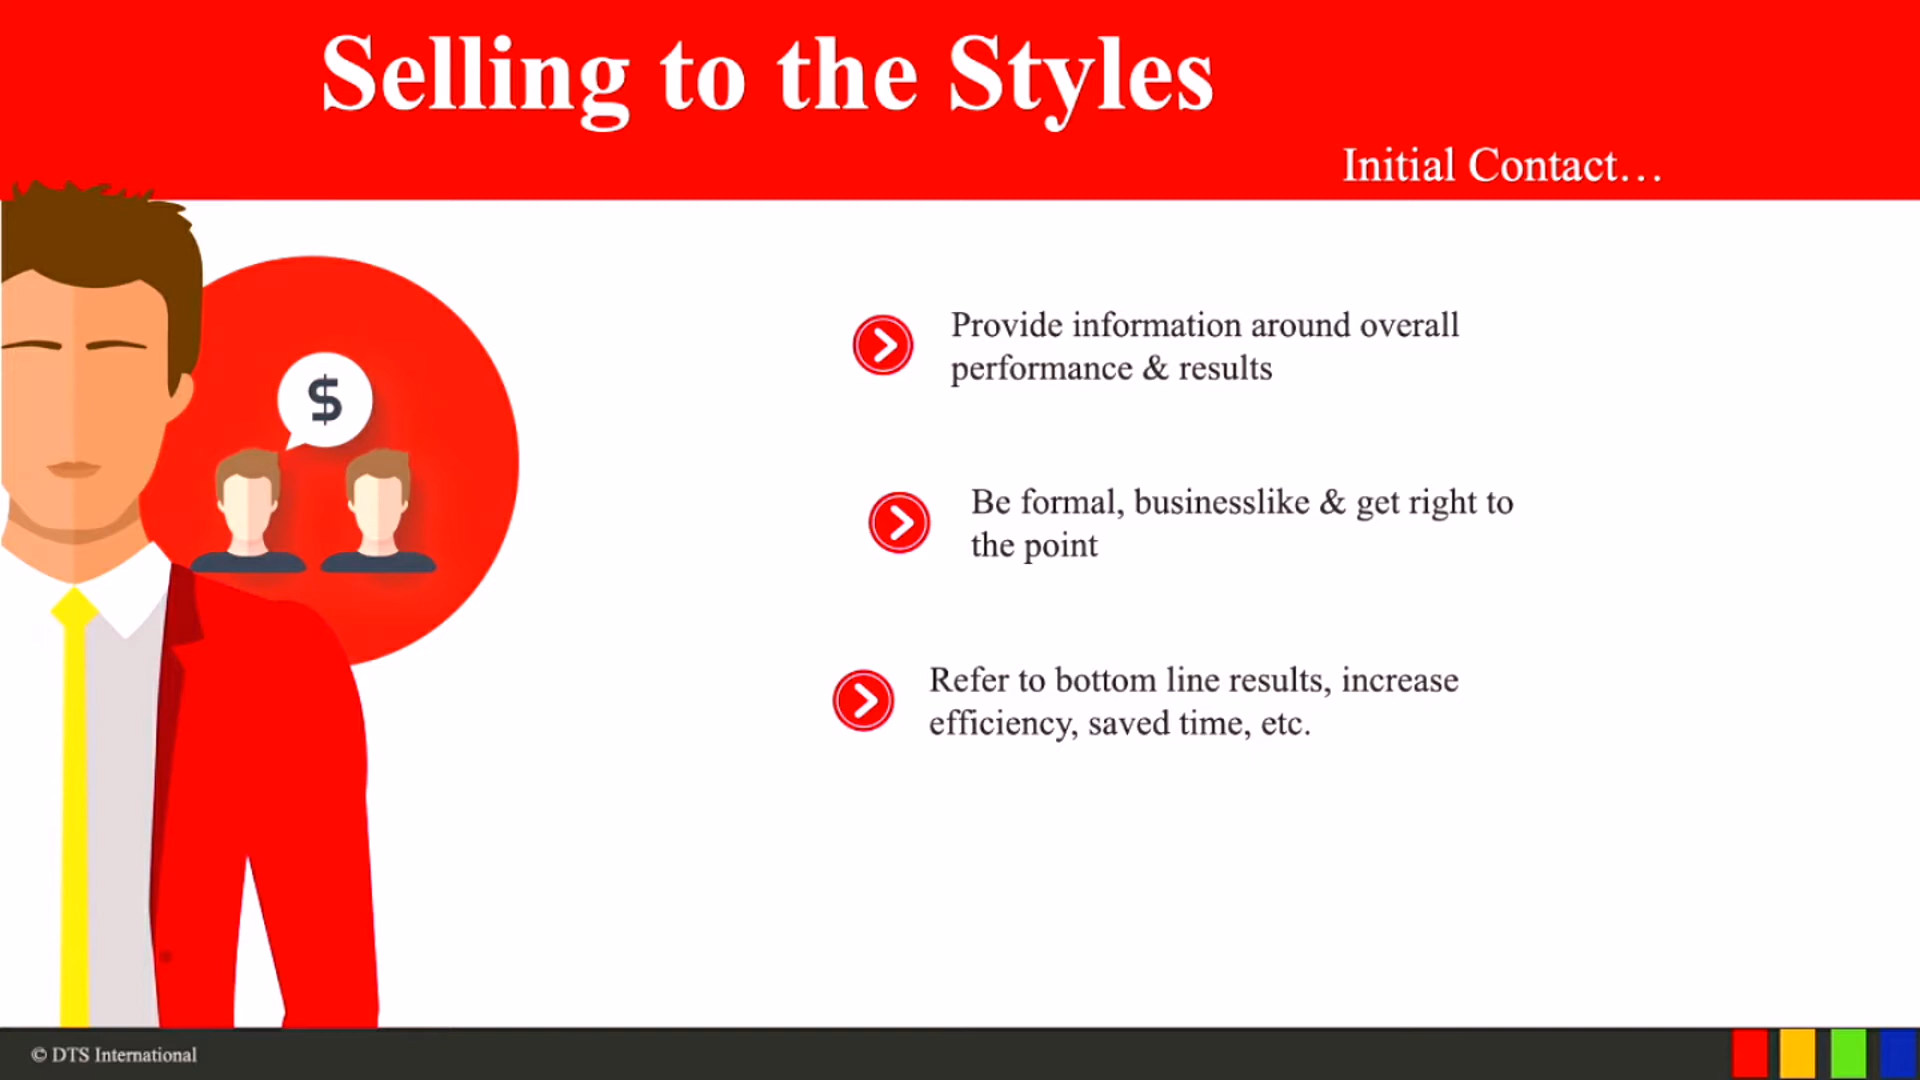 Selling to the Styles
Initial Contact…
$
Provide information around overall
performance & results
Be formal, businesslike & get right to
the point
Refer to bottom line results, increase
efficiency, saved time, etc.
© DTS International